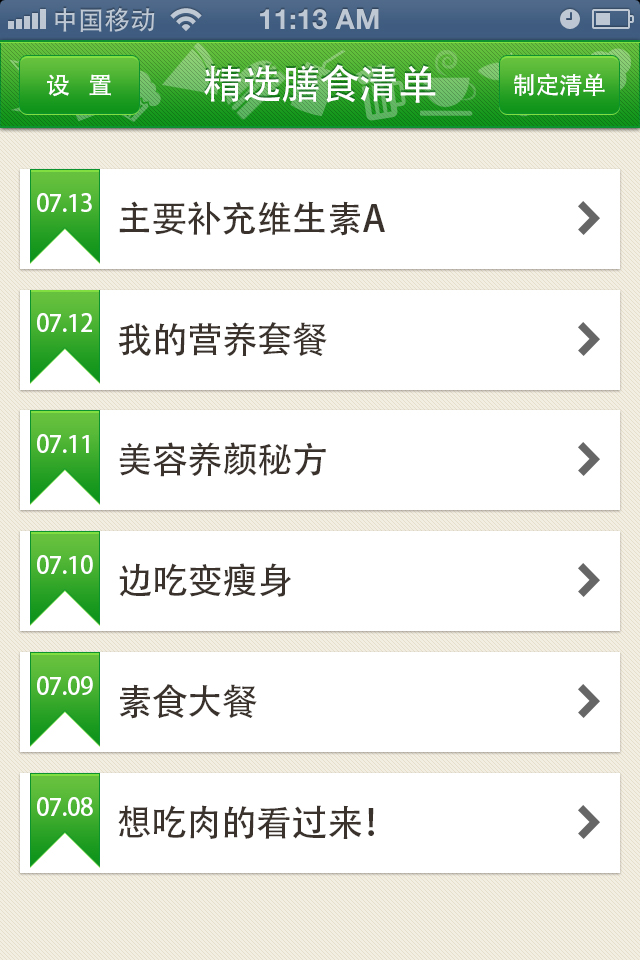 中国移动 11:13 AM
设 置 精选膳食清单 制定清单
07.13 主要补充维生素A
07.12 我的营养套餐
07.11 美容养颜秘方
07.10 边吃变瘦身
07.09 素食大餐
07.08 想吃肉的看过来!